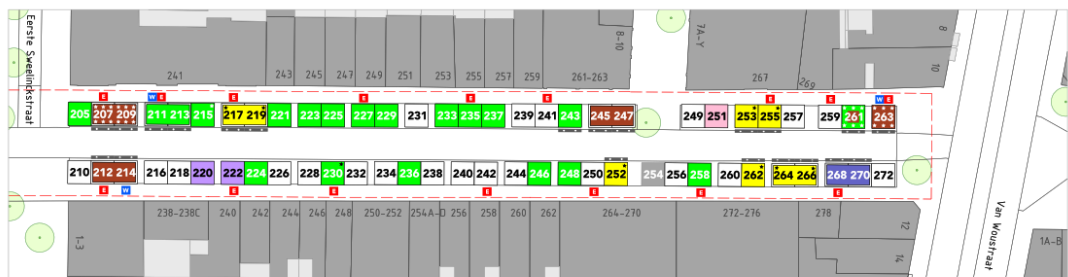 Eerste Sweelinckstraat
241
243
245
247
249
251
253
255
257
259
261-263
8-10
7A-Y
267
269
8
10
E
W E
E
E
E
E
E
E
W E
205 207 209 211 213 215 217 219 221 223 225 227 229 231 233 235 237 239 241 243 245 247 249 251 253 255 257 259 261 263
210 212 214 216 218 220 222 224 226 228 230 232 234 236 238 240 242 244 246 248 250 252 254 256 258 260 262 264 266 268 270 272
E
W
E
E
E
E
E
E
1-3
238-238C
240
242
244
246
248
250-252
254A-D
256
258
260
262
264-270
272-276
278
12
14
Van Woustraat
1A-B